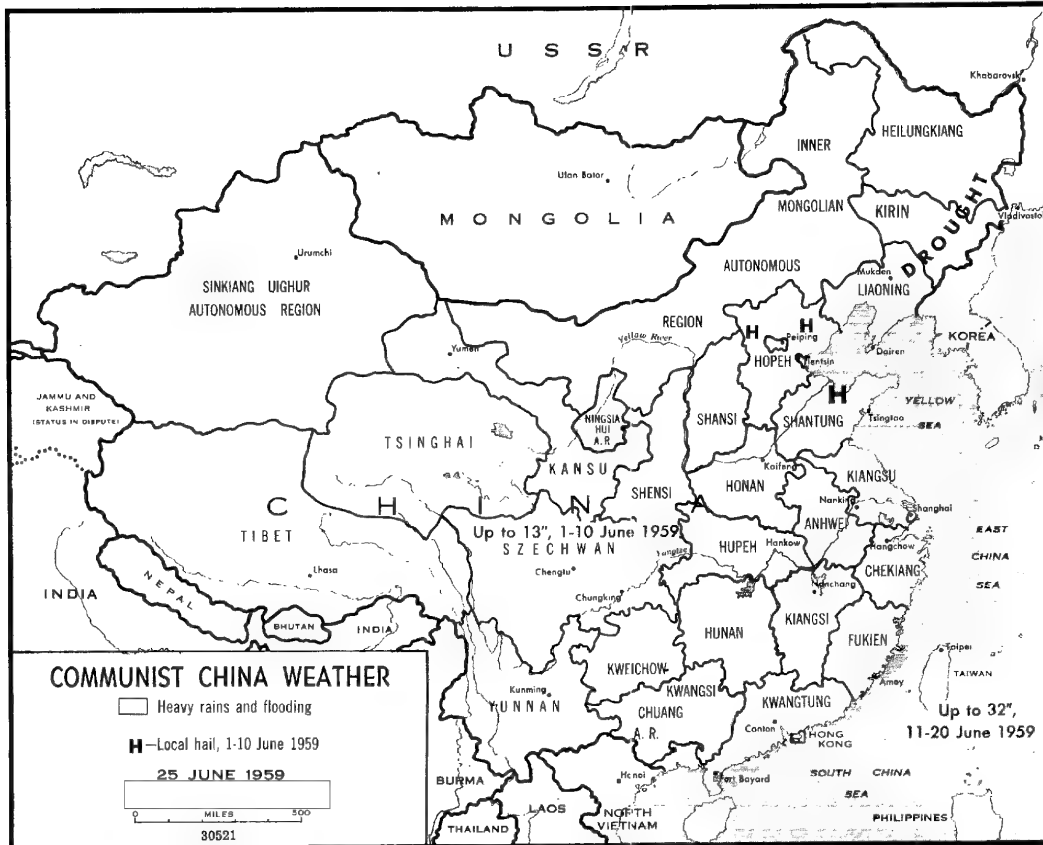 U S S R
Khabarovsk
HEILUNGKIANG
INNER
Ulan Bator
MONGOLIA
MONGOLIAN
KIRIN
DROUGHT
Vladivostok
Urumchi
SINKIANG UIGHUR
AUTONOMOUS REGION
AUTONOMOUS
Mukden
LIAONING
REGION
H
H
Peiping
Yellow River
KOREA
Yumen
HOPEH
Tientsin
Dairen
JAMMU AND
KASHMIR
(STATUS IN DISPUTE)
H
YELLOW
SEA
NINGSIA
HUI
A.R.
SHANSI
SHANTUNG
Tsingtao
TSINGHAI
KANSU
Kaifeng
KIANGSU
SHENSI
HONAN
Nanking
Shanghai
C H I N A
ANHWEI
TIBET
Up to 13", 1-10 June 1959
SZECHWAN
HUPEH
Hankow
Hangchow
EAST
CHINA
SEA
Yangtze
Chengtu
CHEKIANG
Lhasa
Nanchang
INDIA
NEPAL
Chungking
HUNAN
KIANGSI
FUKIEN
BHUTAN
INDIA
Taipei
KWEICHOW
TAIWAN
Amoy
Kunming
YUNNAN
KWANGSI
CHUANG
A. R.
KWANGTUNG
Canton
HONG
KONG
Up to 32",
11-20 June 1959
BURMA
Hanoi
Fort Bayard
SOUTH CHINA
SEA
LAOS
NORTH
VIETNAM
THAILAND
PHILIPPINES
COMMUNIST CHINA WEATHER
Heavy rains and flooding
H—Local hail, 1-10 June 1959
25 JUNE 1959
0 MILES 500
30521